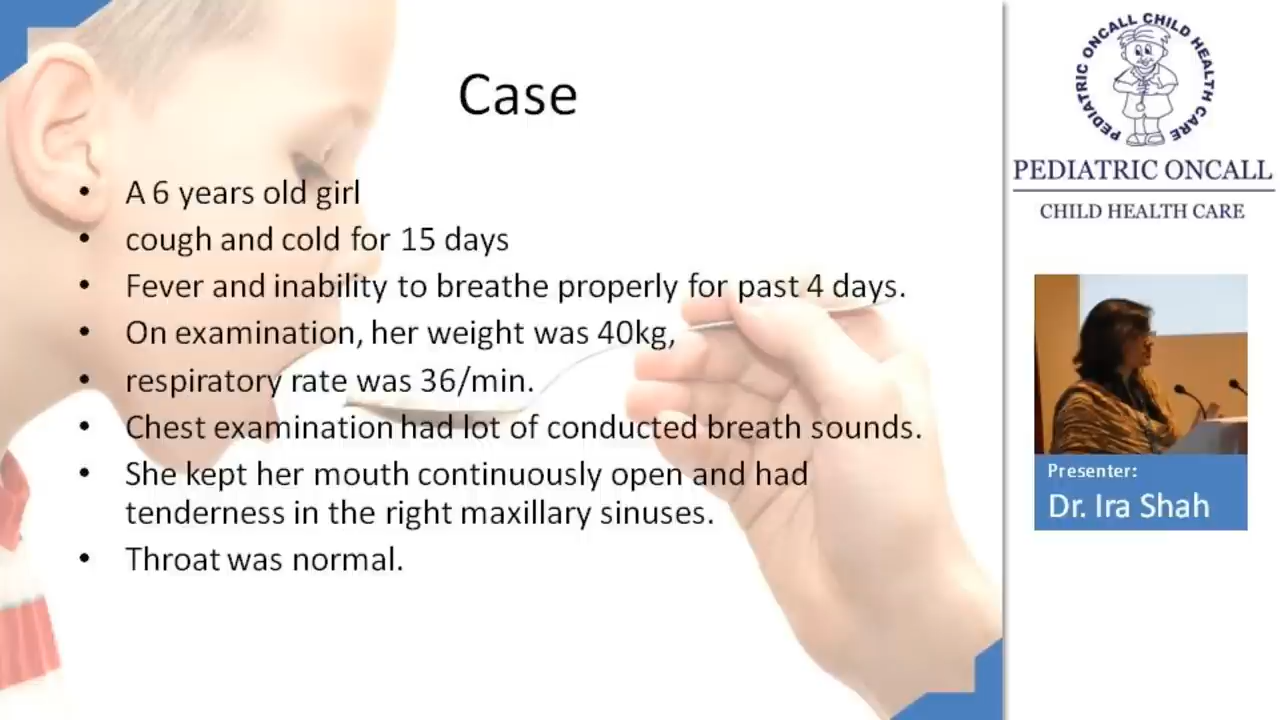 Case
• A 6 years old girl
• cough and cold for 15 days
• Fever and inability to breathe properly for past 4 days.
• On examination, her weight was 40kg,
• respiratory rate was 36/min.
• Chest examination had lot of conducted breath sounds.
• She kept her mouth continuously open and had
tenderness in the right maxillary sinuses.
• Throat was normal.
PEDIATRIC ONCALL CHILD HEALTH CARE
PEDIATRIC ONCALL
CHILD HEALTH CARE
Presenter:
Dr. Ira Shah